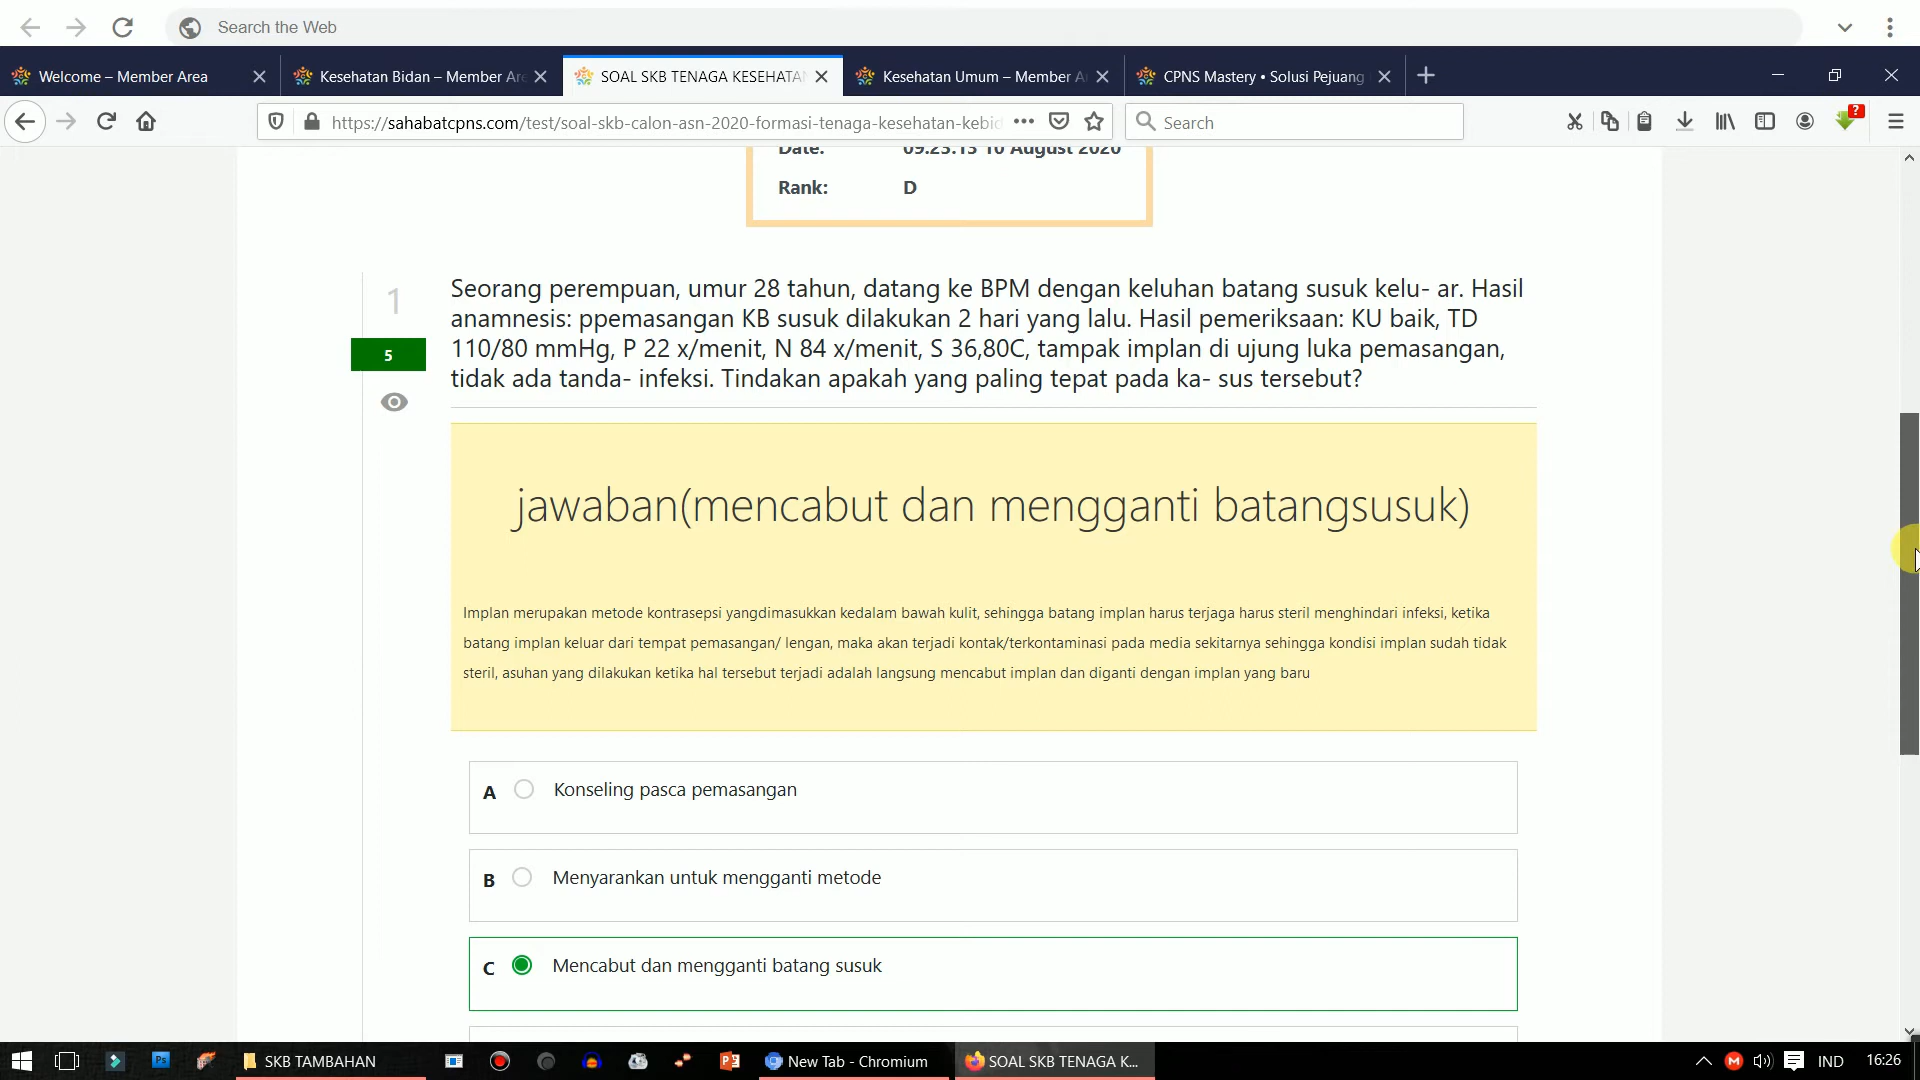 Search the Web
Welcome – Member Area
Kesehatan Bidan – Member Are
SOAL SKB TENAGA KESEHATAN
Kesehatan Umum – Member A
CPNS Mastery • Solusi Pejuang
https://sahabatcpns.com/test/soal-skb-calon-asn-2020-formasi-tenaga-kesehatan-kebid
Search
?
Date: 09:23:13 10 August 2020
Rank: D
1
5
Seorang perempuan, umur 28 tahun, datang ke BPM dengan keluhan batang susuk kelu- ar. Hasil
anamnesis: ppemasangan KB susuk dilakukan 2 hari yang lalu. Hasil pemeriksaan: KU baik, TD
110/80 mmHg, P 22 x/menit, N 84 x/menit, S 36,80C, tampak implan di ujung luka pemasangan,
tidak ada tanda- infeksi. Tindakan apakah yang paling tepat pada ka- sus tersebut?
jawaban(mencabut dan mengganti batangsusuk)
Implan merupakan metode kontrasepsi yangdimasukkan kedalam bawah kulit, sehingga batang implan harus terjaga harus steril menghindari infeksi, ketika
batang implan keluar dari tempat pemasangan/ lengan, maka akan terjadi kontak/terkontaminasi pada media sekitarnya sehingga kondisi implan sudah tidak
steril, asuhan yang dilakukan ketika hal tersebut terjadi adalah langsung mencabut implan dan diganti dengan implan yang baru
A Konseling pasca pemasangan
B Menyarankan untuk mengganti metode
C Mencabut dan mengganti batang susuk
SKB TAMBAHAN
New Tab - Chromium
SOAL SKB TENAGA K...
IND
16:26